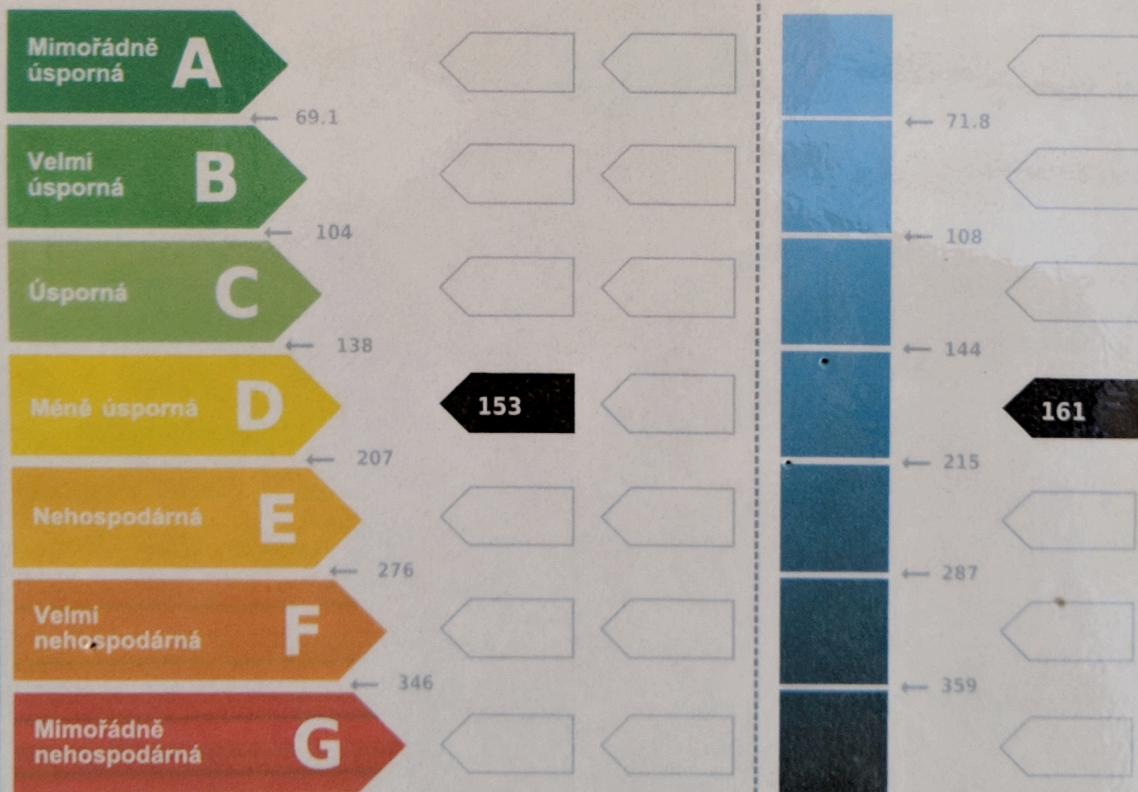 Mimořádně
úsporná
A
69.1
71.8
Velmi
úsporná
B
104
108
Úsporná
C
138
144
Méně úsporná
D
153
161
207
215
Nehospodárná
E
276
287
Velmi
nehospodárná
F
346
359
Mimořádně
nehospodárná
G